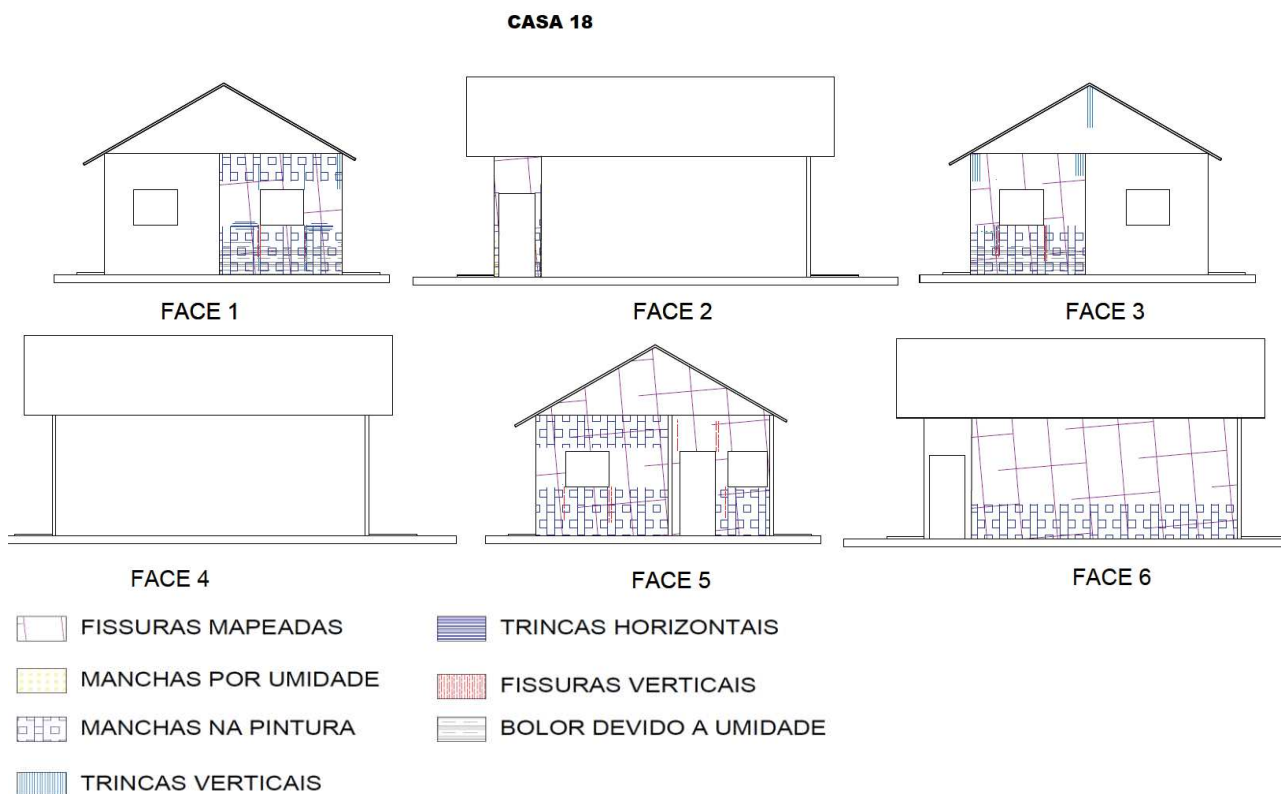 CASA 18
FACE 1
FACE 2
FACE 3
FACE 4
FACE 5
FACE 6
FISSURAS MAPEADAS
MANCHAS POR UMIDADE
MANCHAS NA PINTURA
TRINCAS VERTICAIS
TRINCAS HORIZONTAIS
FISSURAS VERTICAIS
BOLOR DEVIDO A UMIDADE